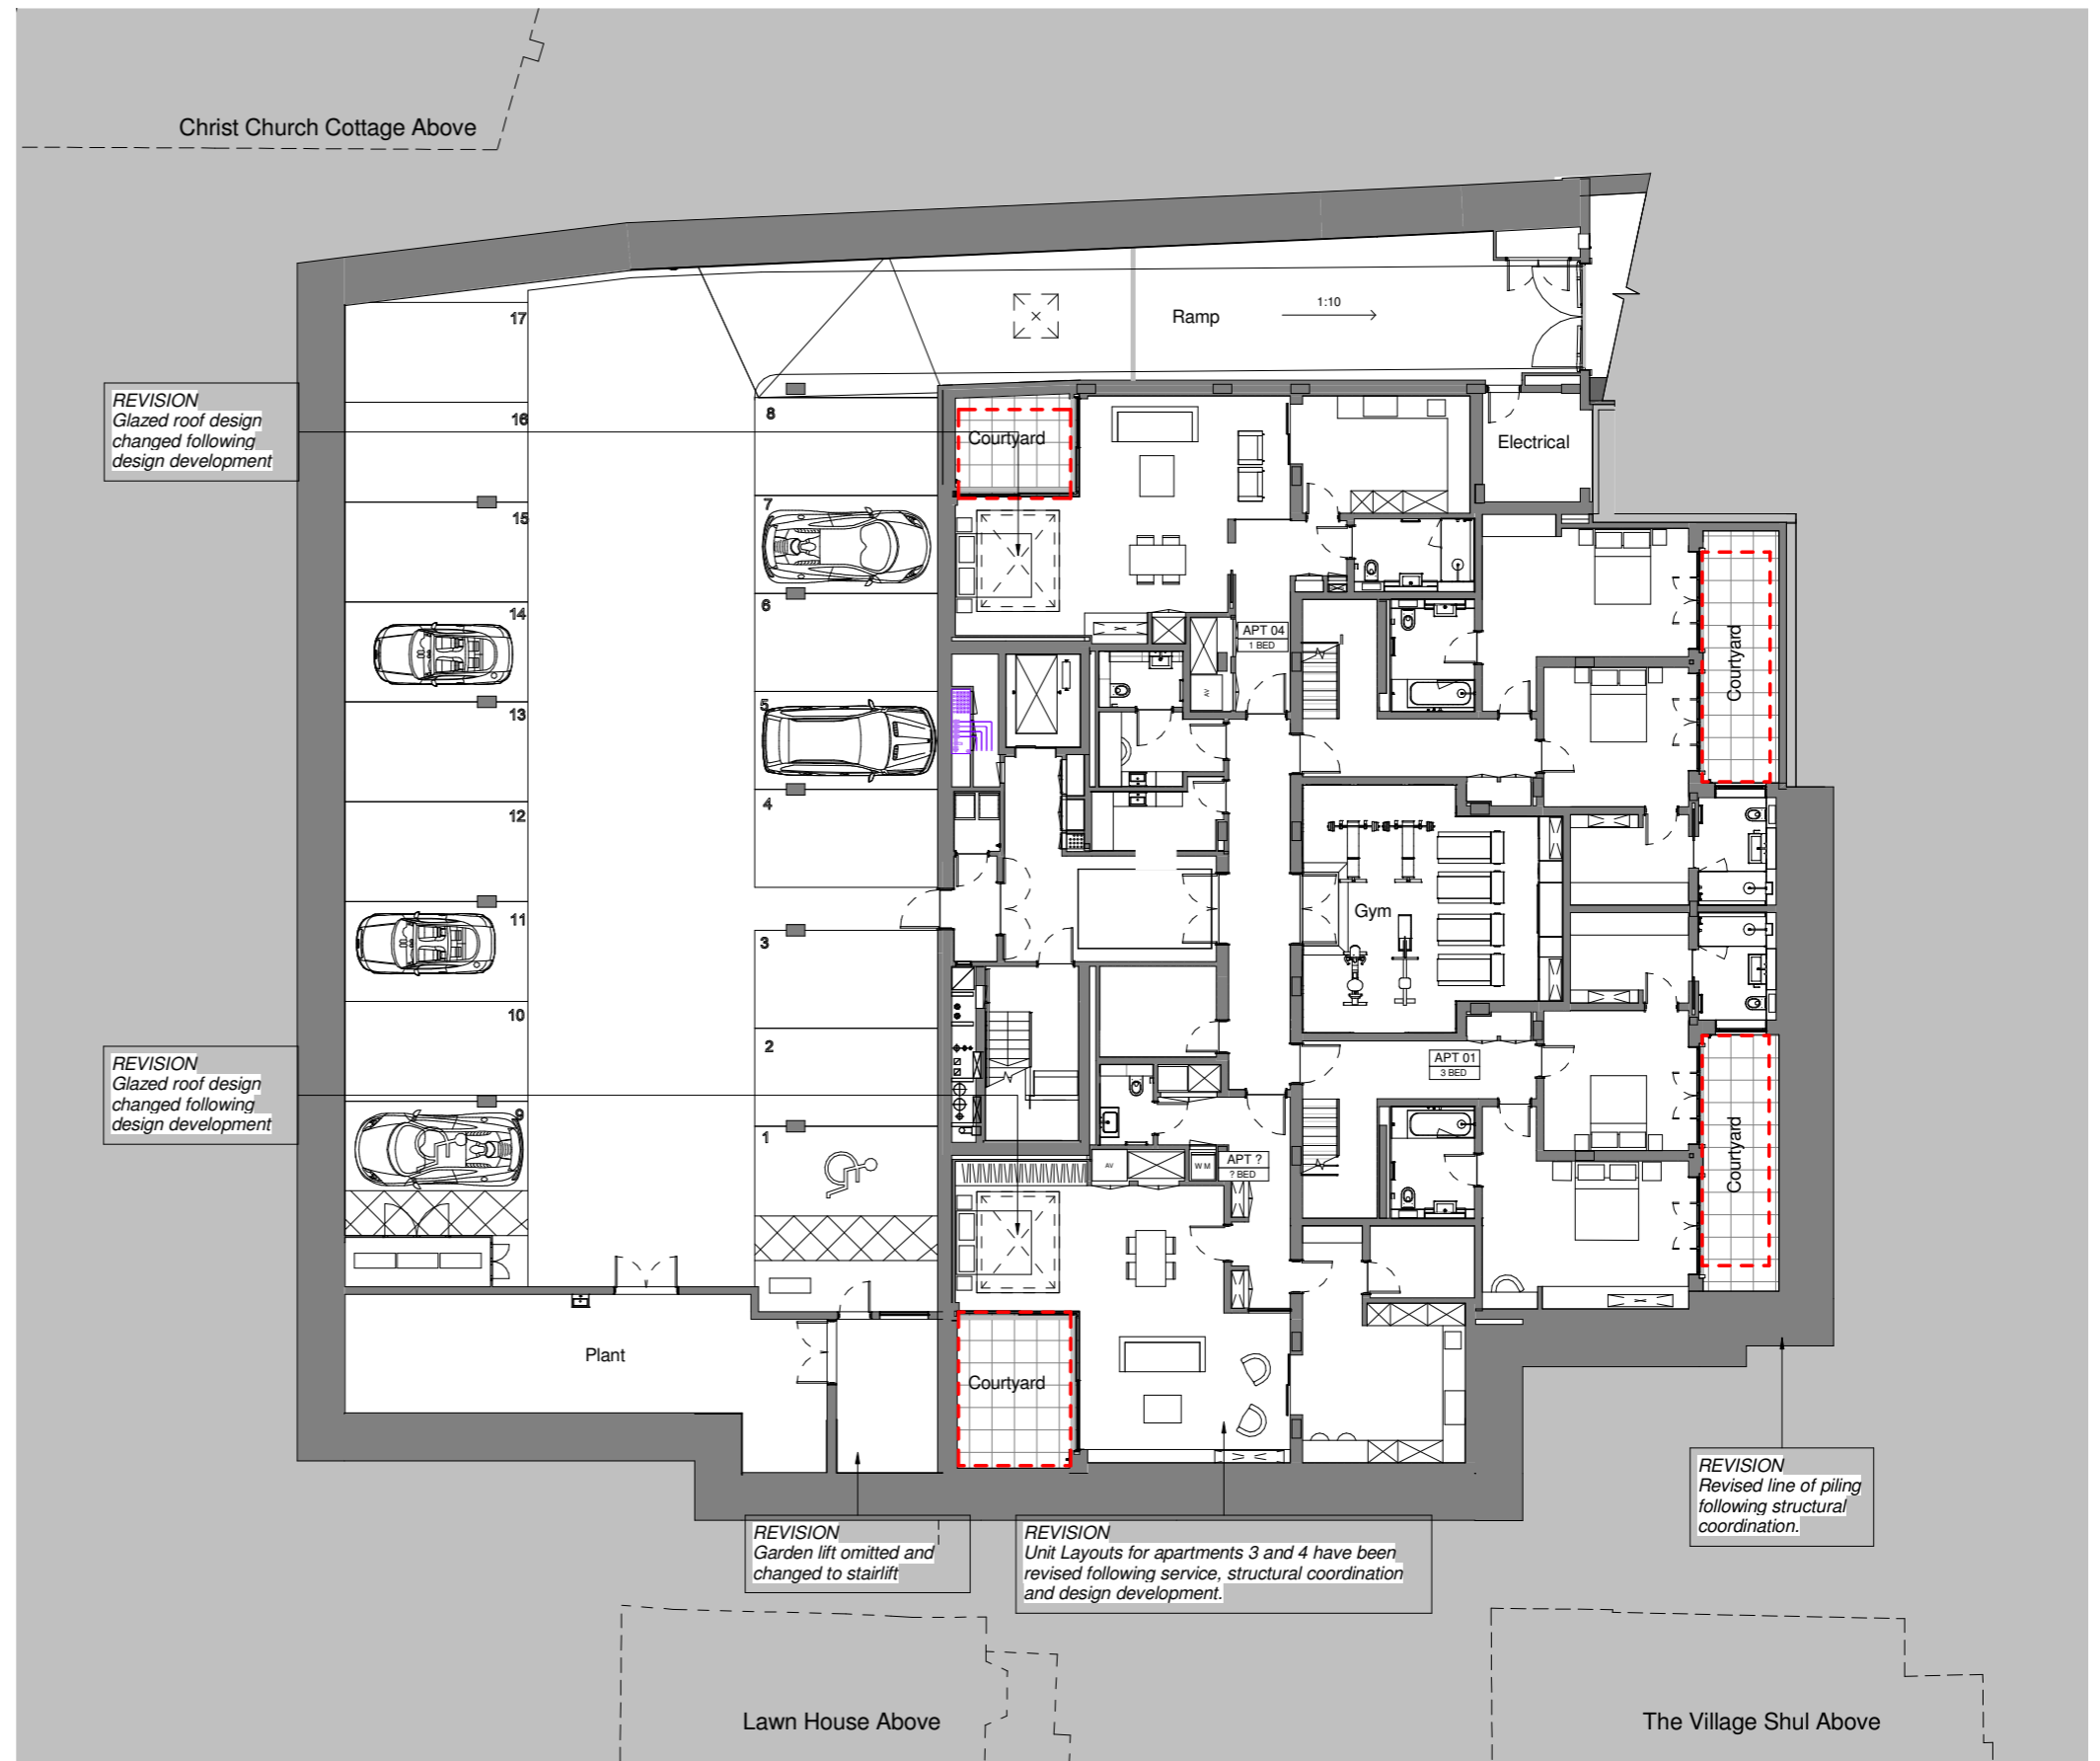 Christ Church Cottage Above
Ramp
1:10
17
16
15
14
13
12
11
10
9
8
7
6
5
4
3
2
1
REVISION
Glazed roof design
changed following
design development
Courtyard
Electrical
APT 04
1 BED
AV
Courtyard
Gym
REVISION
Glazed roof design
changed following
design development
APT 01
3 BED
Courtyard
AV
W M
APT ?
? BED
Plant
Courtyard
REVISION
Revised line of piling
following structural
coordination.
REVISION
Garden lift omitted and
changed to stairlift
REVISION
Unit Layouts for apartments 3 and 4 have been
revised following service, structural coordination
and design development.
Lawn House Above
The Village Shul Above